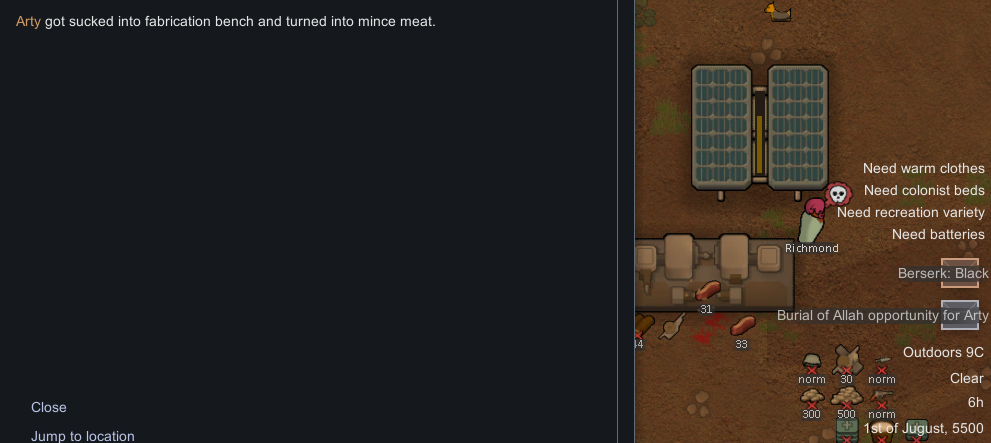 Arty got sucked into fabrication bench and turned into mince meat.
Close
Jump to location
Need warm clothes
Need colonist beds
Need recreation variety
Need batteries
Richmond
Berserk: Black
31
Burial of Allah opportunity for Arty
44
33
Outdoors 9C
norm
30
norm
Clear
6h
300
500
norm
1st of Jugust, 5500